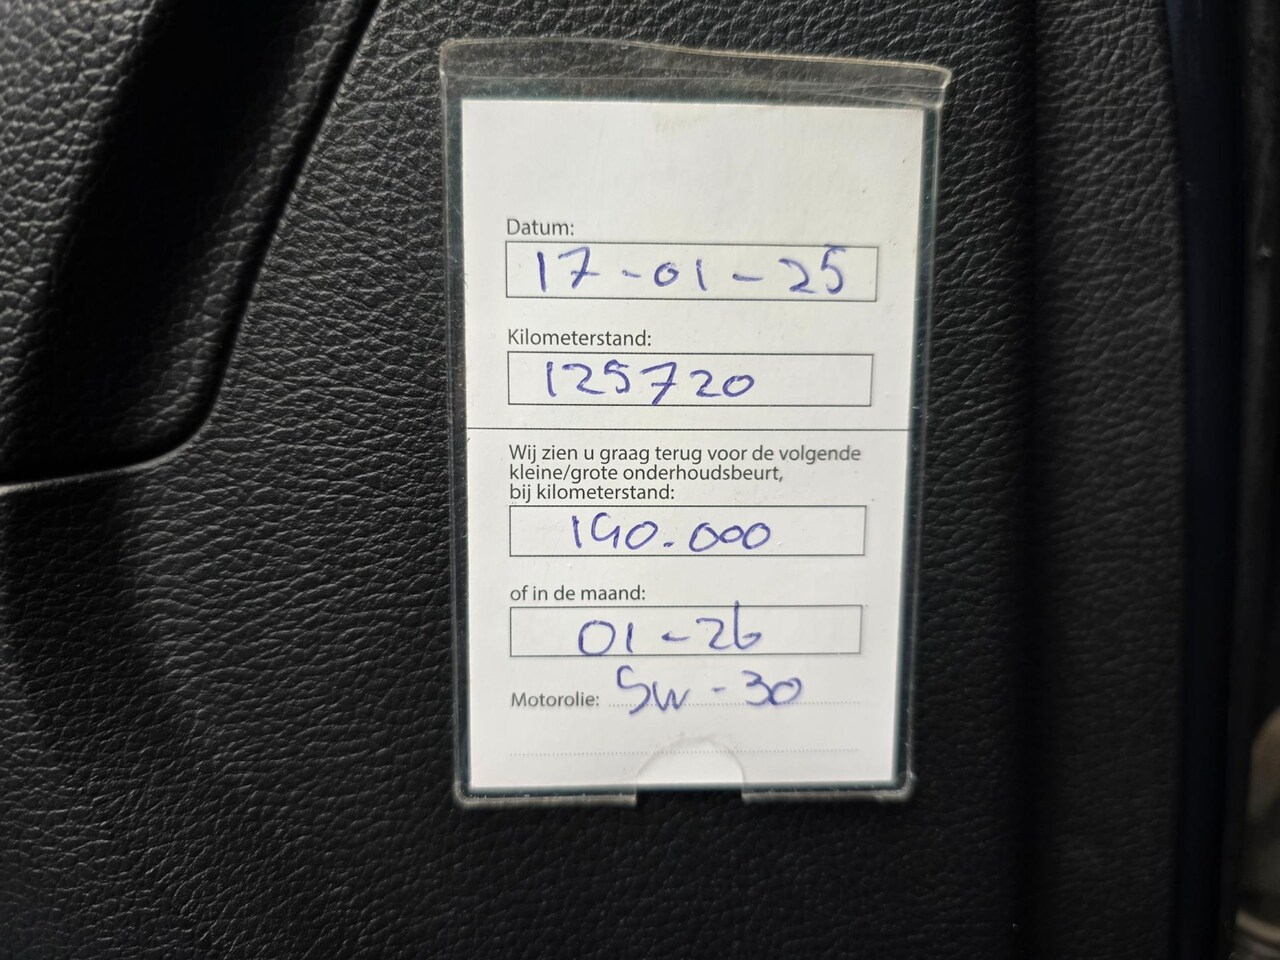 Datum:
17-01-25
Kilometerstand:
125720
Wij zien u graag terug voor de volgende
kleine/grote onderhoudsbeurt,
bij kilometerstand:
140.000
of in de maand:
01-26
Motorolie: 5W-30